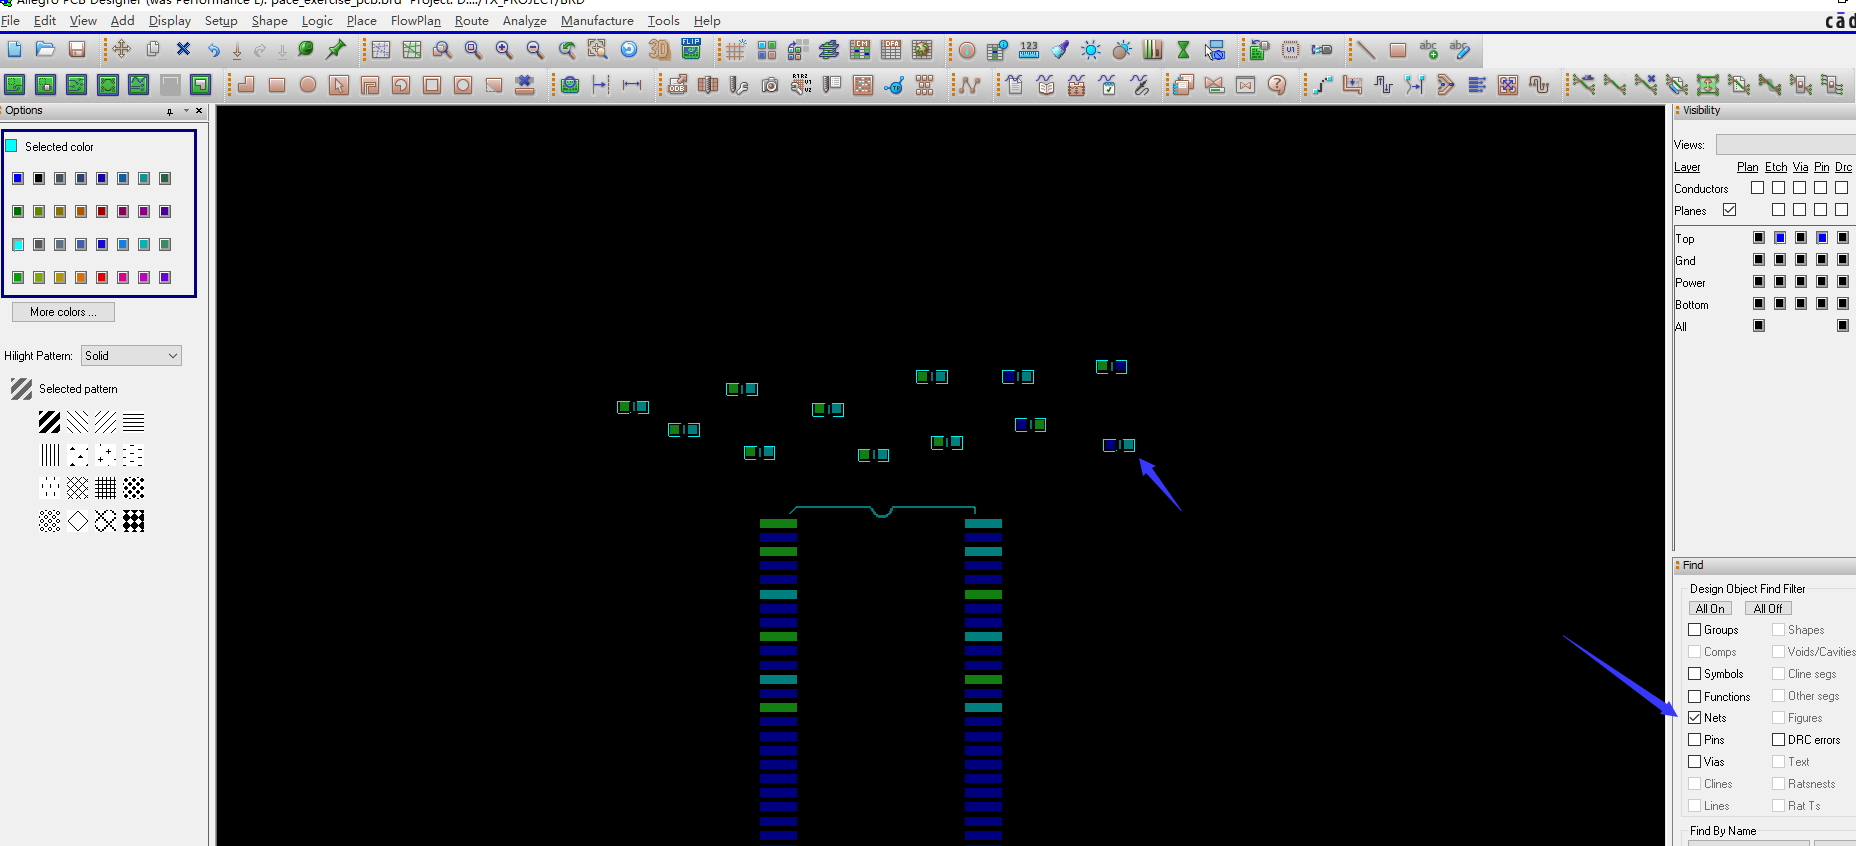 Allegro PCB Designer (was Performance L): pace_exercise_pcb.brd Project: D:.../TX_PROJECT/BRD
File Edit View Add Display Setup Shape Logic Place FlowPlan Route Analyze Manufacture Tools Help
cād
Options
Selected color
More colors ...
Hilight Pattern: Solid
Selected pattern
Visibility
Views:
Layer Plan Etch Via Pin Drc
Conductors
Planes
Top
Gnd
Power
Bottom
All
Find
Design Object Find Filter
All On All Off
Groups Shapes
Comps Voids/Cavities
Symbols Cline segs
Functions Other segs
Nets Figures
Pins DRC errors
Vias Text
Clines Ratsnests
Lines Rat Ts
Find By Name